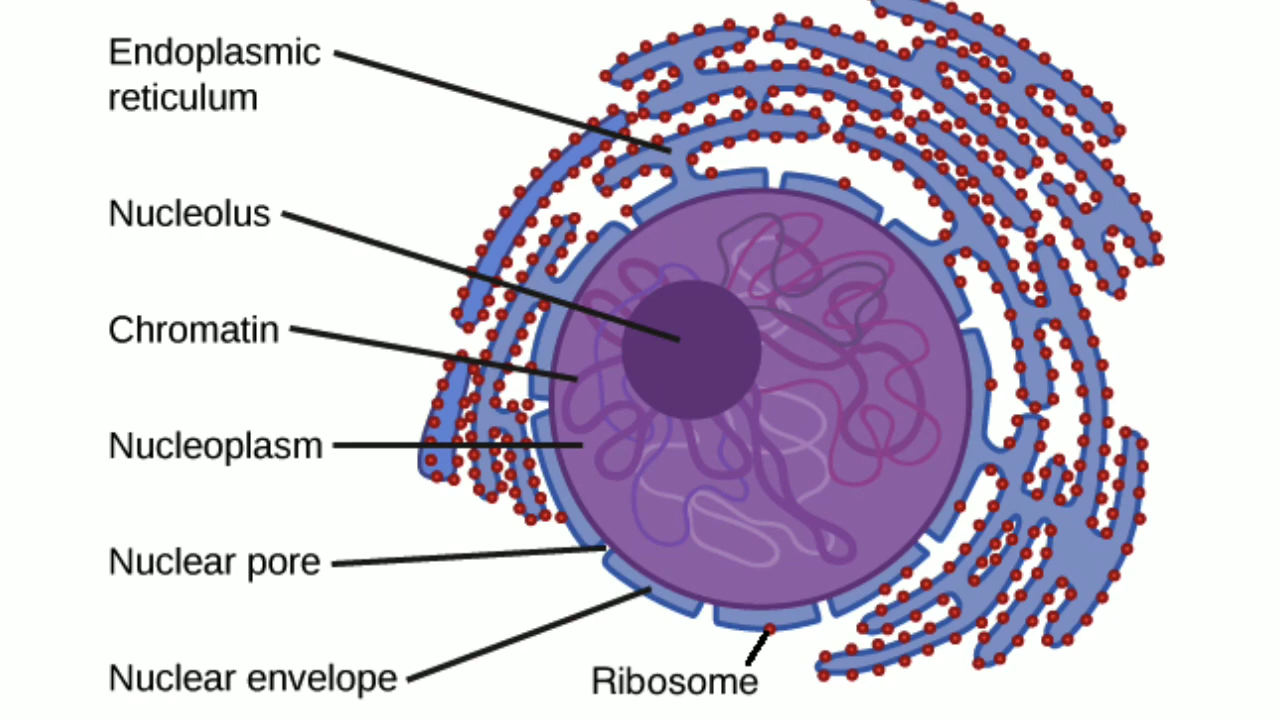 Endoplasmic
reticulum
Nucleolus
Chromatin
Nucleoplasm
Nuclear pore
Nuclear envelope
Ribosome